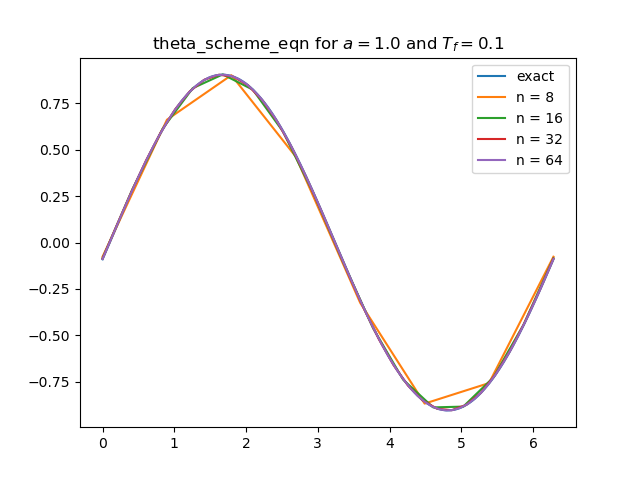 theta_scheme_eqn for a = 1.0 and T_f = 0.1
exact
n = 8
n = 16
n = 32
n = 64
0.75
0.50
0.25
0.00
−0.25
−0.50
−0.75
0 1 2 3 4 5 6